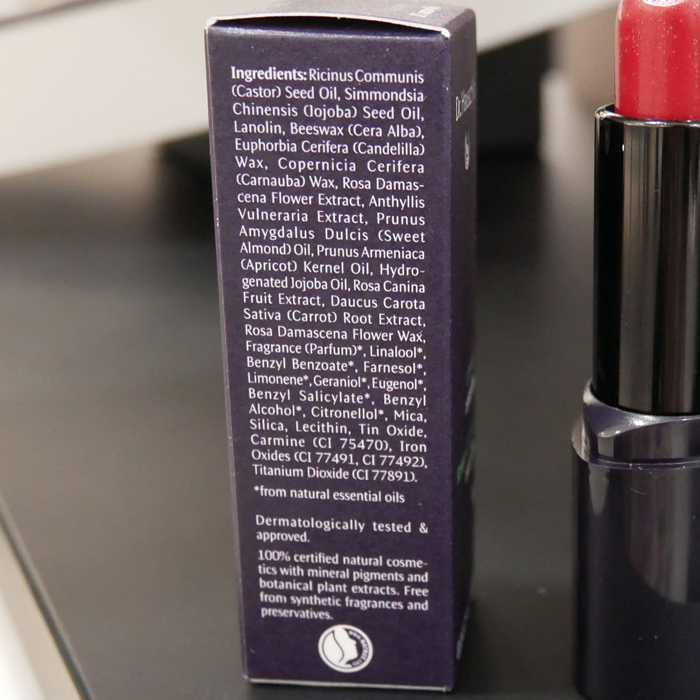 Ingredients: Ricinus Communis
(Castor) Seed Oil, Simmondsia
Chinensis (Jojoba) Seed Oil,
Lanolin, Beeswax (Cera Alba),
Euphorbia Cerifera (Candelilla)
Wax, Copernicia Cerifera
(Carnauba) Wax, Rosa Damas-
cena Flower Extract, Anthyllis
Vulneraria Extract, Prunus
Amygdalus Dulcis (Sweet
Almond) Oil, Prunus Armeniaca
(Apricot) Kernel Oil, Hydro-
genated Jojoba Oil, Rosa Canina
Fruit Extract, Daucus Carota
Sativa (Carrot) Root Extract,
Rosa Damascena Flower Wax,
Fragrance (Parfum)*, Linalool*,
Benzyl Benzoate*, Farnesol*,
Limonene*, Geraniol*, Eugenol*,
Benzyl Salicylate*, Benzyl
Alcohol*, Citronellol*, Mica,
Silica, Lecithin, Tin Oxide,
Carmine (CI 75470), Iron
Oxides (CI 77491, CI 77492),
Titanium Dioxide (CI 77891).
*from natural essential oils
Dermatologically tested &
approved.
100% certified natural cosme-
tics with mineral pigments and
botanical plant extracts. Free
from synthetic fragrances and
preservatives.
Dr.